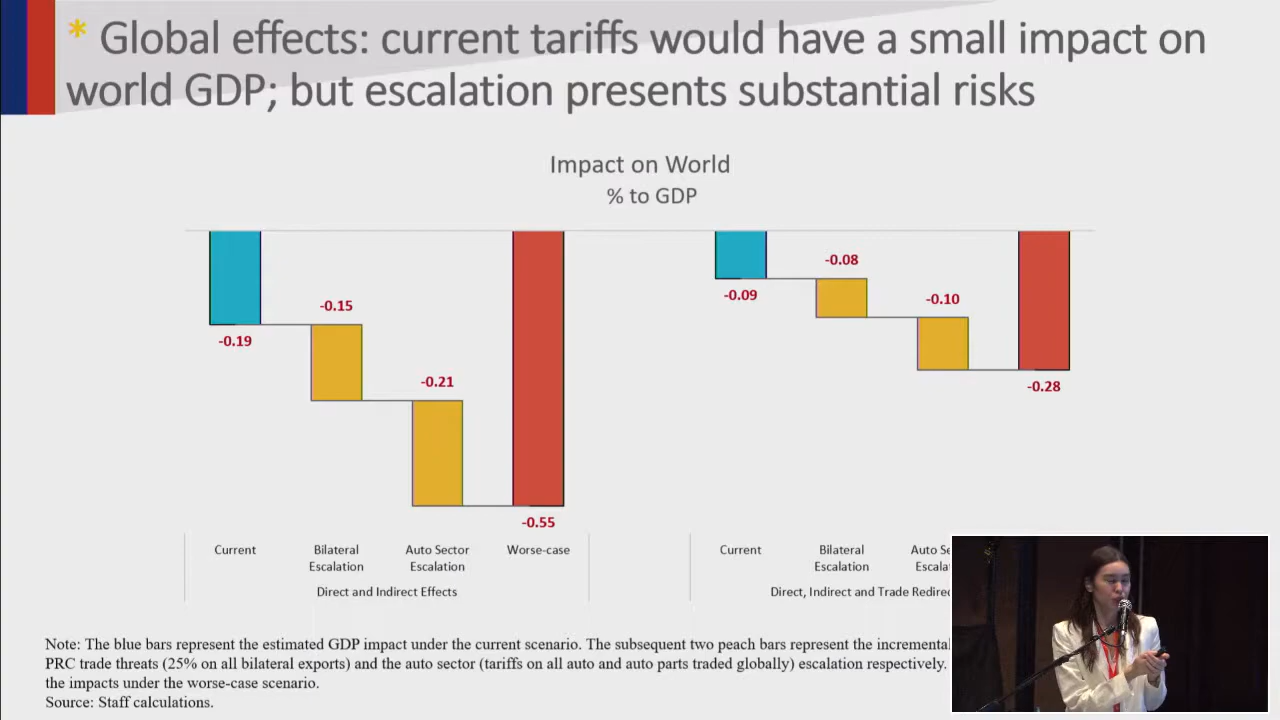 * Global effects: current tariffs would have a small impact on
world GDP; but escalation presents substantial risks
Impact on World
% to GDP
-0.19
-0.15
-0.21
-0.55
-0.09
-0.08
-0.10
-0.28
Current
Bilateral
Escalation
Auto Sector
Escalation
Worse-case
Direct and Indirect Effects
Current
Bilateral
Escalation
Auto
Direct, Indirect and Trade
Note: The blue bars represent the estimated GDP impact under the current scenario. The subsequent two peach bars represent the incremental
PRC trade threats (25% on all bilateral exports) and the auto sector (tariffs on all auto and auto parts traded globally) escalation respectively.
the impacts under the worse-case scenario.
Source: Staff calculations.